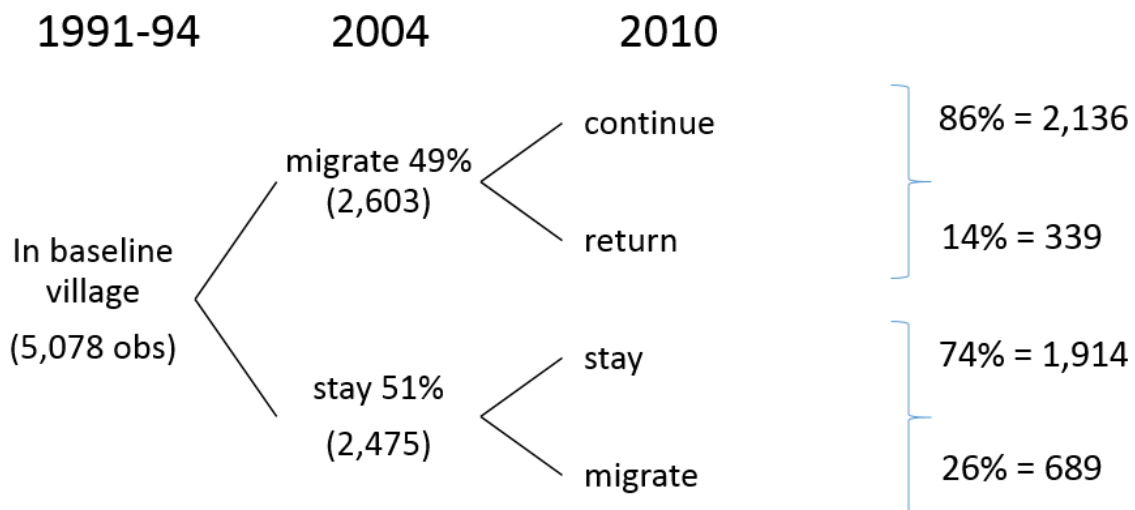 1991-94
2004
2010
In baseline
village
(5,078 obs)
migrate 49%
(2,603)
stay 51%
(2,475)
continue
return
stay
migrate
86% = 2,136
14% = 339
74% = 1,914
26% = 689